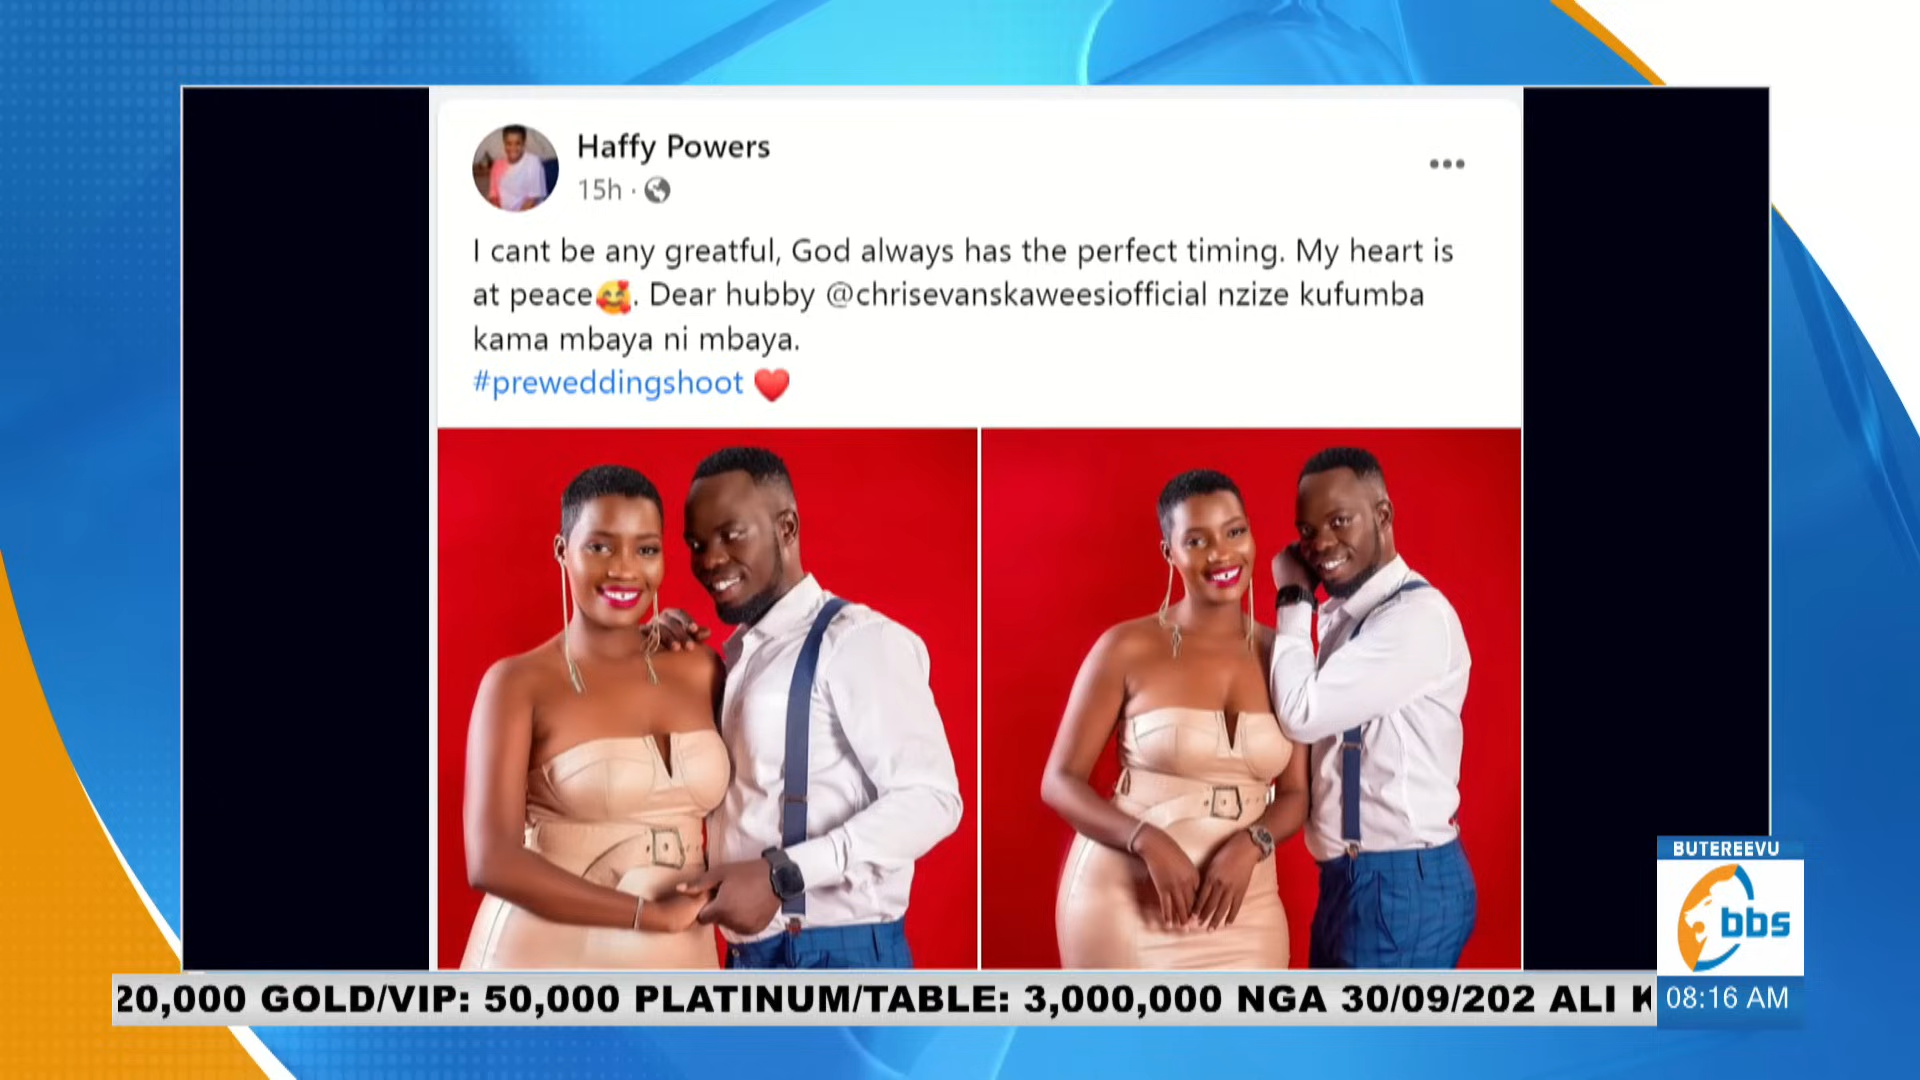 Haffy Powers
15h ·
I cant be any greatful, God always has the perfect timing. My heart is
at peace🥰. Dear hubby @chrisevanskaweesiofficial nzize kufumba
kama mbaya ni mbaya.
#preweddingshoot ❤️
BUTEREEVU
bbs
20,000 GOLD/VIP: 50,000 PLATINUM/TABLE: 3,000,000 NGA 30/09/202 ALI
08:16 AM